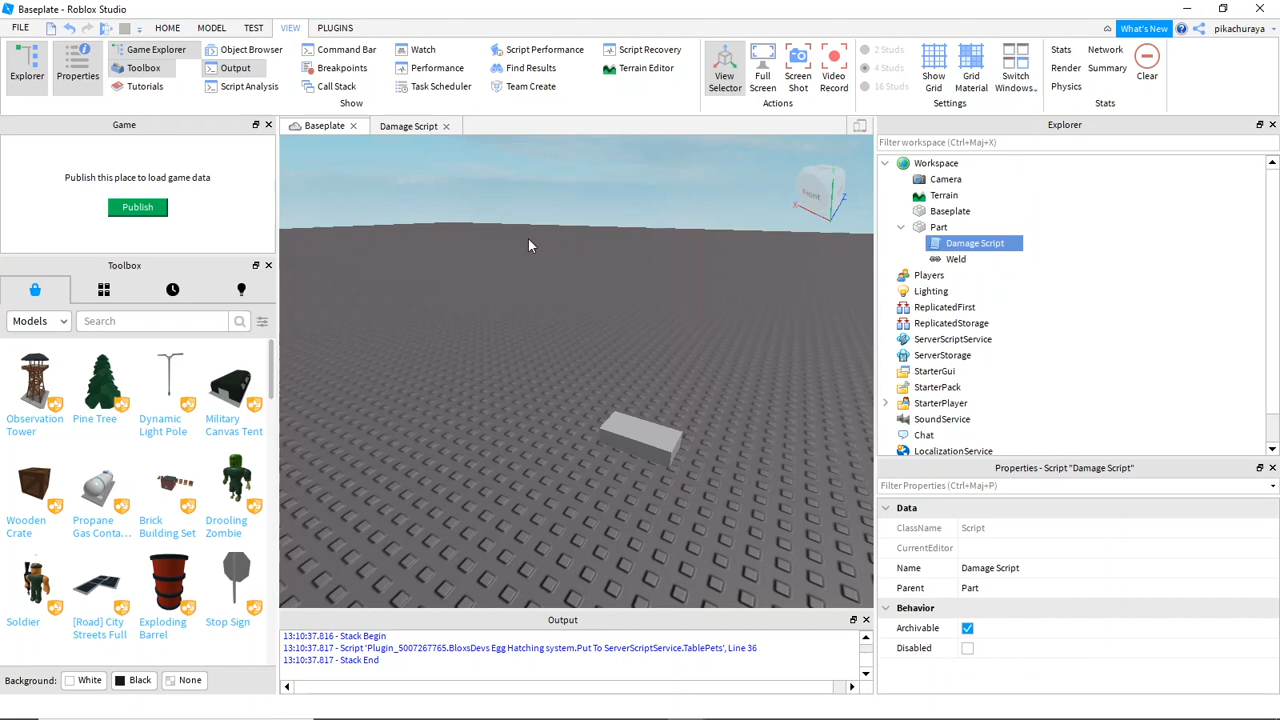 Baseplate - Roblox Studio
FILE HOME MODEL TEST VIEW PLUGINS
What's New pikachuraya
Explorer
Properties
Game Explorer
Toolbox
Tutorials
Object Browser
Output
Script Analysis
Command Bar
Breakpoints
Call Stack
Watch
Performance
Task Scheduler
Script Performance
Find Results
Team Create
Script Recovery
Terrain Editor
Show
View Selector
Full Screen
Screen Shot
Video Record
Actions
2 Studs
4 Studs
16 Studs
Show Grid
Grid Material
Switch Windows
Settings
Stats
Render
Physics
Network
Summary
Clear
Stats
Game
Publish this place to load game data
Publish
Toolbox
Models Search
Observation Tower
Pine Tree
Dynamic Light Pole
Military Canvas Tent
Wooden Crate
Propane Gas Conta...
Brick Building Set
Drooling Zombie
Soldier
[Road] City Streets Full
Exploding Barrel
Stop Sign
Background: White Black None
Baseplate
Damage Script
FRONT
X
Y
Z
Output
13:10:37.816 - Stack Begin
13:10:37.817 - Script 'Plugin_5007267765.BloxsDevs Egg Hatching system.Put To ServerScriptService.TablePets', Line 36
13:10:37.817 - Stack End
Explorer
Filter workspace (Ctrl+Maj+X)
Workspace
Camera
Terrain
Baseplate
Part
Damage Script
Weld
Players
Lighting
ReplicatedFirst
ReplicatedStorage
ServerScriptService
ServerStorage
StarterGui
StarterPack
StarterPlayer
SoundService
Chat
LocalizationService
Properties - Script "Damage Script"
Filter Properties (Ctrl+Maj+P)
Data
ClassName Script
CurrentEditor
Name Damage Script
Parent Part
Behavior
Archivable
Disabled